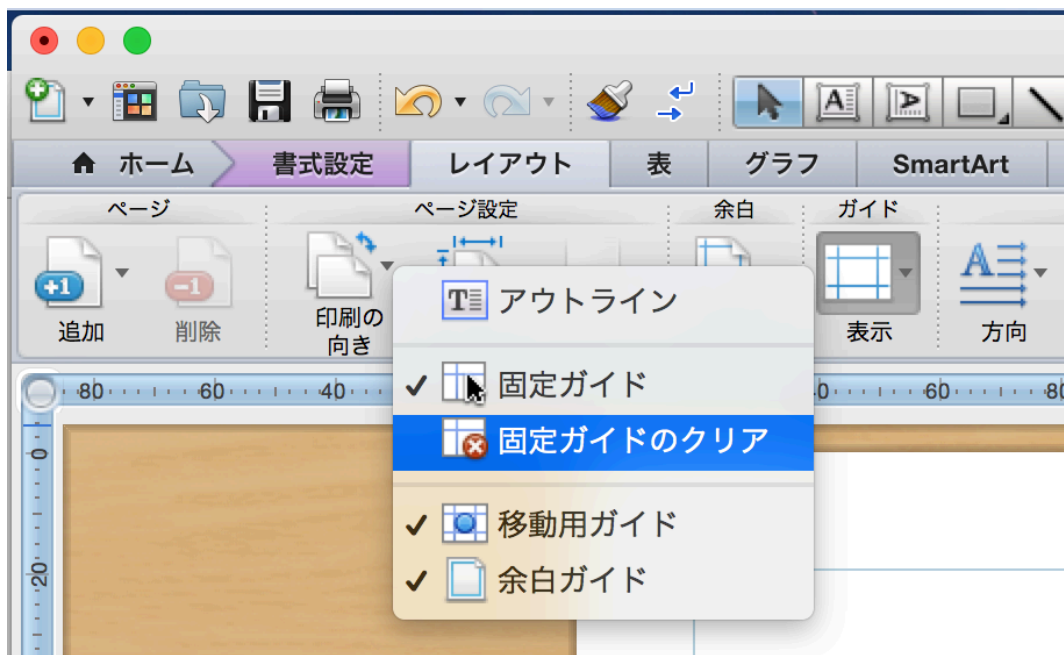 ホーム 書式設定 レイアウト 表 グラフ SmartArt
ページ ページ設定 余白 ガイド
+1 -1
追加 削除 印刷の 表示 方向
向き
アウトライン
固定ガイド
固定ガイドのクリア
移動用ガイド
余白ガイド
80 60 40 60 80
0
20